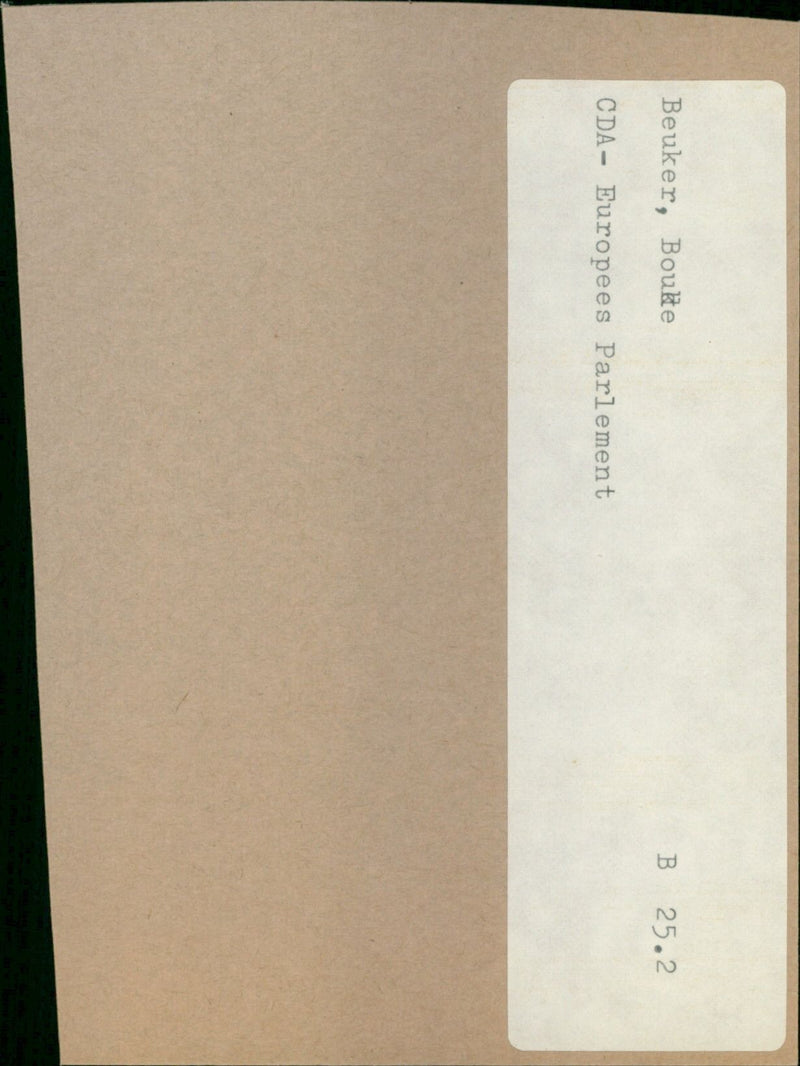 Beuker, Bouke B 25.2
CDA- Europees Parlement